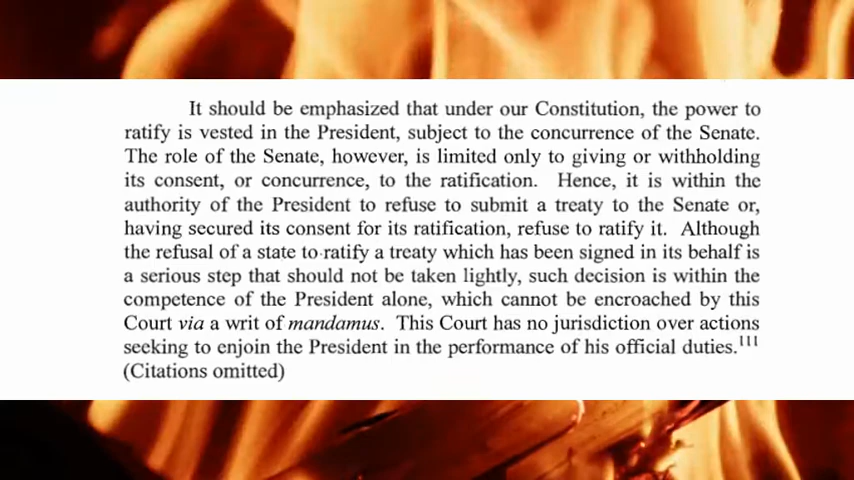 It should be emphasized that under our Constitution, the power to
ratify is vested in the President, subject to the concurrence of the Senate.
The role of the Senate, however, is limited only to giving or withholding
its consent, or concurrence, to the ratification. Hence, it is within the
authority of the President to refuse to submit a treaty to the Senate or,
having secured its consent for its ratification, refuse to ratify it. Although
the refusal of a state to ratify a treaty which has been signed in its behalf is
a serious step that should not be taken lightly, such decision is within the
competence of the President alone, which cannot be encroached by this
Court via a writ of mandamus. This Court has no jurisdiction over actions
seeking to enjoin the President in the performance of his official duties.111
(Citations omitted)